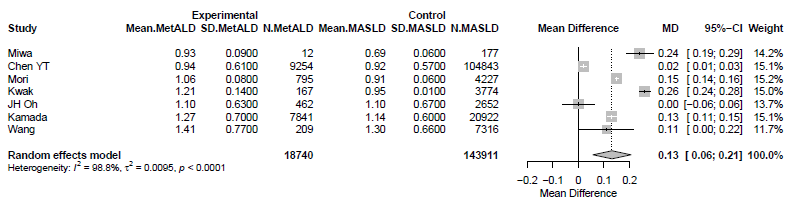 Experimental Control
Study Mean.MetALD SD.MetALD N.MetALD Mean.MASLD SD.MASLD N.MASLD Mean Difference MD 95%−CI Weight
Miwa 0.93 0.0900 12 0.69 0.0600 177 0.24 [ 0.19; 0.29] 14.2%
Chen YT 0.94 0.6100 9254 0.92 0.5700 104843 0.02 [ 0.01; 0.03] 15.1%
Mori 1.06 0.0800 795 0.91 0.0600 4227 0.15 [ 0.14; 0.16] 15.1%
Kwak 1.21 0.1400 167 0.95 0.0100 3774 0.26 [ 0.24; 0.28] 15.1%
JH Oh 1.10 0.6300 462 1.10 0.6700 2652 0.00 [−0.06; 0.06] 13.7%
Kamada 1.27 0.7000 7841 1.14 0.6000 20922 0.13 [ 0.11; 0.15] 15.1%
Wang 1.41 0.7700 209 1.30 0.6600 7316 0.11 [ 0.00; 0.22] 11.7%
Random effects model 18740 143911 0.13 [ 0.06; 0.21] 100.0%
Heterogeneity: I² = 98.8%, τ² = 0.0095, p < 0.0001
−0.2 −0.1 0 0.1 0.2
Mean Difference